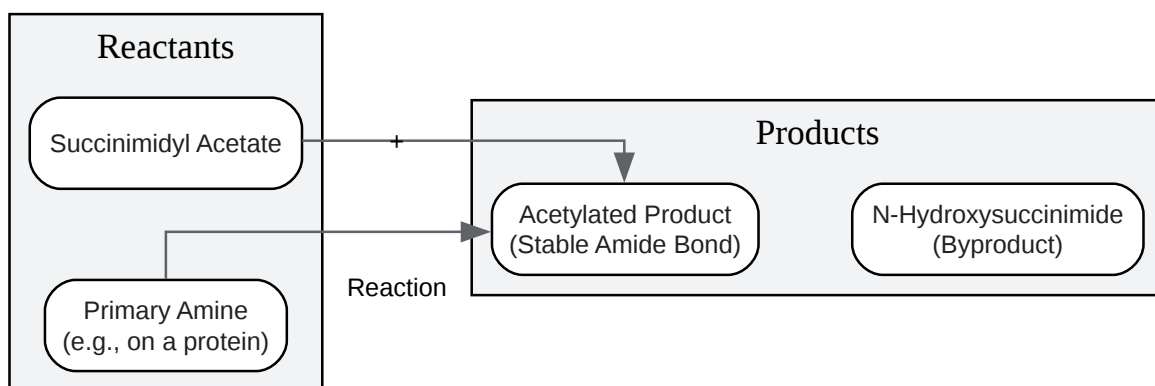 Reactants
Succinimidyl Acetate
+
Products
Acetylated Product
(Stable Amide Bond)
N-Hydroxysuccinimide
(Byproduct)
Reaction
Primary Amine
(e.g., on a protein)